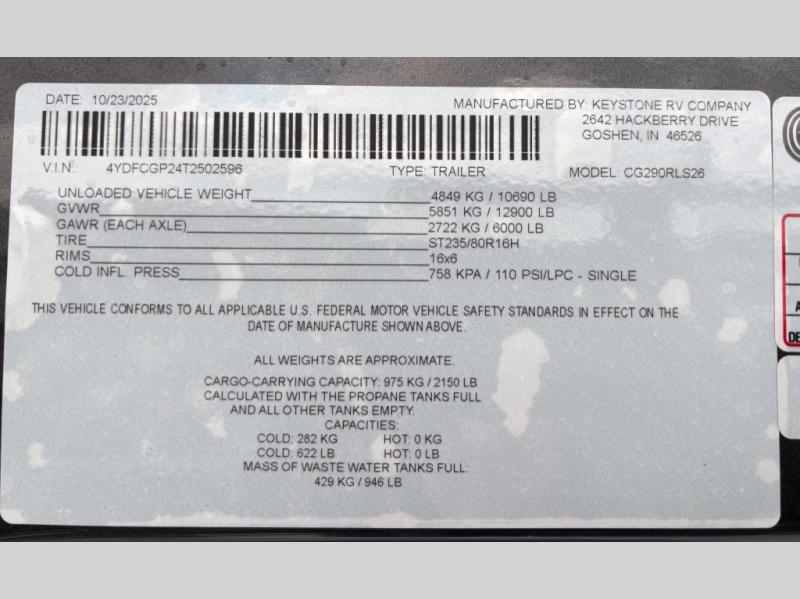 DATE: 10/23/2025
MANUFACTURED BY: KEYSTONE RV COMPANY
2642 HACKBERRY DRIVE
GOSHEN, IN 46526
V.I.N.: 4YDFCGP24T2502596 TYPE: TRAILER MODEL: CG290RLS26
UNLOADED VEHICLE WEIGHT 4849 KG / 10690 LB
GVWR 5851 KG / 12900 LB
GAWR (EACH AXLE) 2722 KG / 6000 LB
TIRE ST235/80R16H
RIMS 16x6
COLD INFL. PRESS 758 KPA / 110 PSI/LPC - SINGLE
THIS VEHICLE CONFORMS TO ALL APPLICABLE U.S. FEDERAL MOTOR VEHICLE SAFETY STANDARDS IN EFFECT ON THE
DATE OF MANUFACTURE SHOWN ABOVE.
ALL WEIGHTS ARE APPROXIMATE.
CARGO-CARRYING CAPACITY: 975 KG / 2150 LB
CALCULATED WITH THE PROPANE TANKS FULL
AND ALL OTHER TANKS EMPTY.
CAPACITIES:
COLD: 282 KG HOT: 0 KG
COLD: 622 LB HOT: 0 LB
MASS OF WASTE WATER TANKS FULL:
429 KG / 946 LB